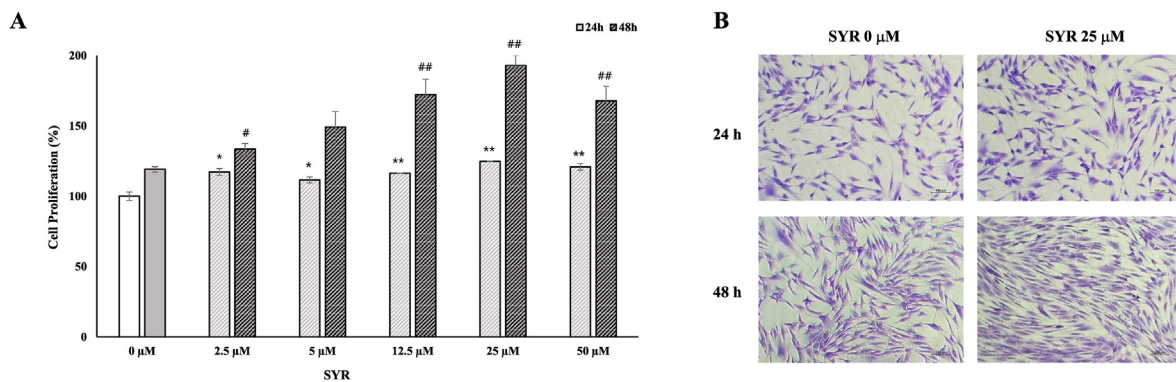 A
24h 48h
200
150
100
50
0
Cell Proliferation (%)
* # * ** ## ** ## ** ##
0 μM 2.5 μM 5 μM 12.5 μM 25 μM 50 μM
SYR
B
SYR 0 μM SYR 25 μM
24 h
48 h